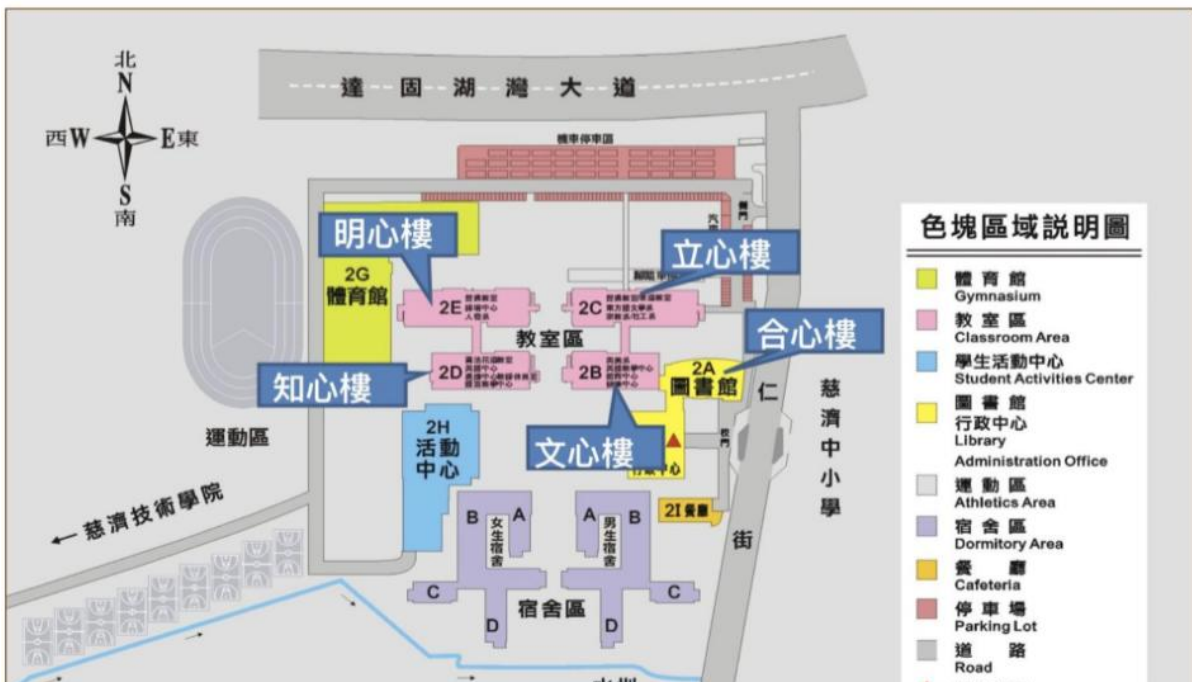 達固湖灣大道
北
N
西W E東
S
南
機車停車區
側門
明心樓
立心樓
2G
體育館
2E
2C
教室區
合心樓
知心樓
2D
2B
2A
圖書館
文心樓
行政中心
校門
仁
街
慈濟中小學
運動區
2H
活動
中心
2I 餐廳
慈濟技術學院
B A
女生宿舍
A B
男生宿舍
C
C
宿舍區
D
D
色塊區域説明圖
體育館
Gymnasium
教室區
Classroom Area
學生活動中心
Student Activities Center
圖書館
行政中心
Library
Administration Office
運動區
Athletics Area
宿舍區
Dormitory Area
餐廳
Cafeteria
停車場
Parking Lot
道路
Road